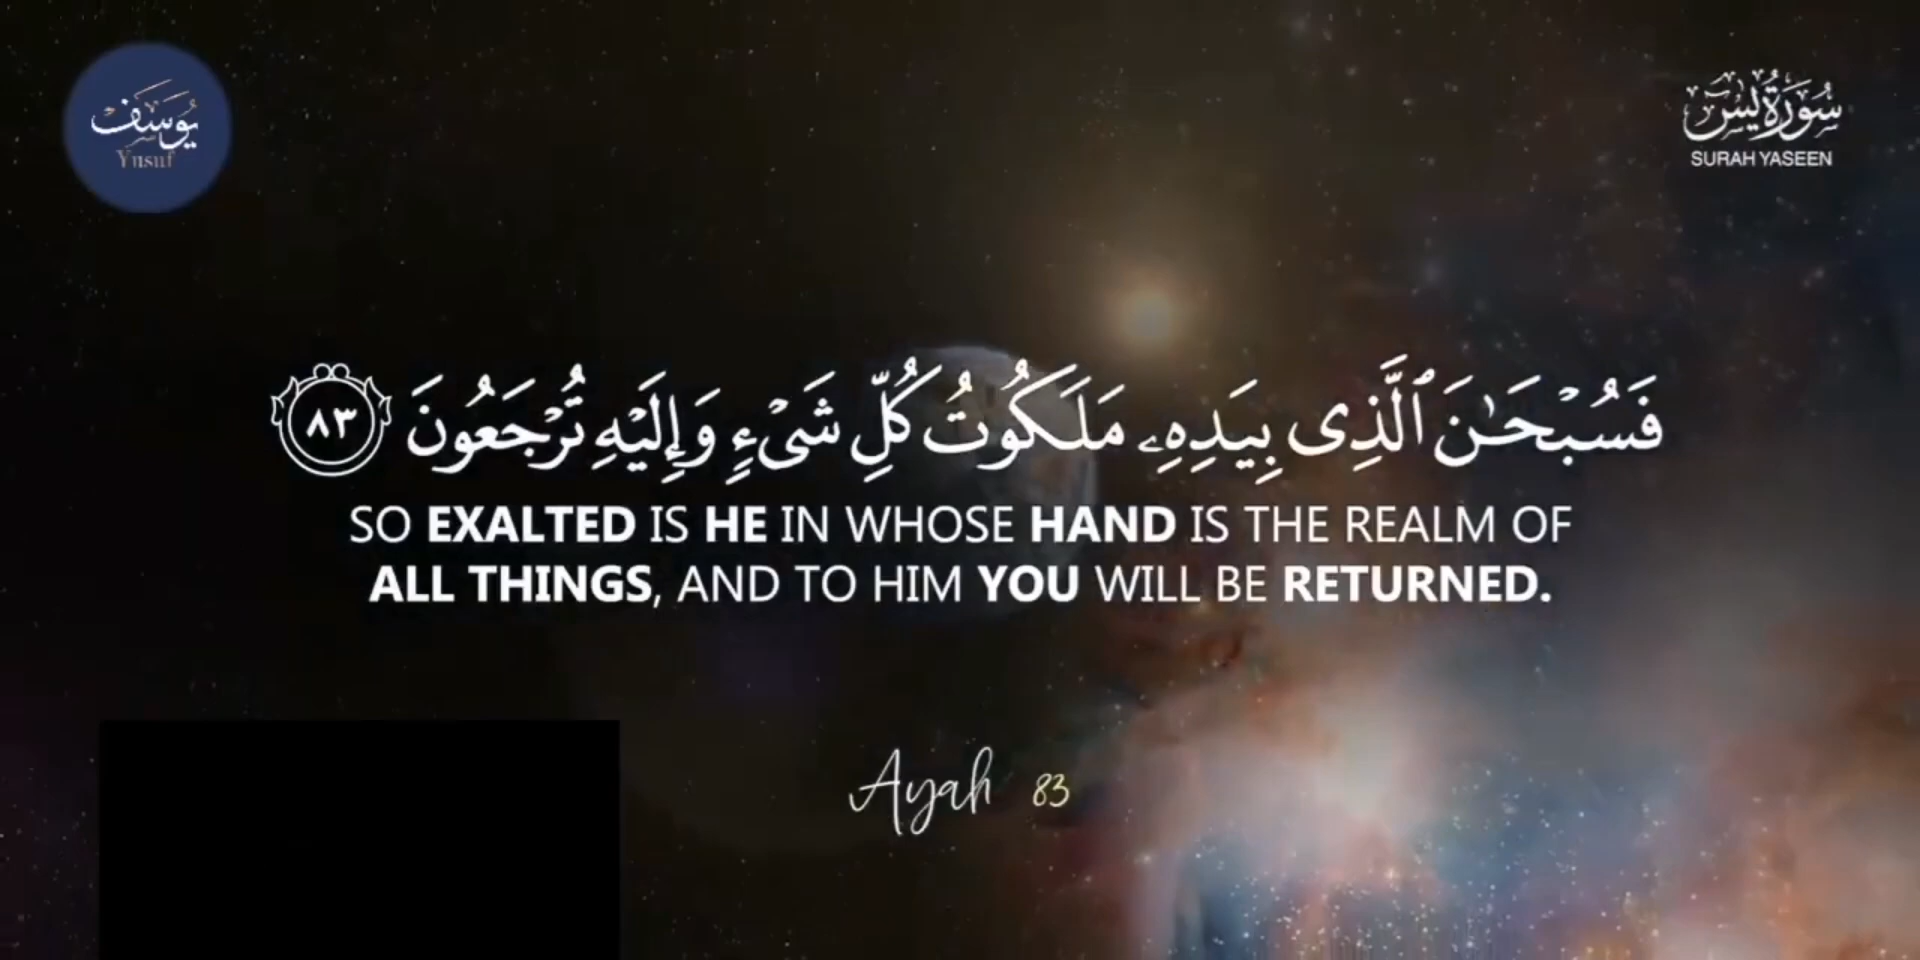 يوسف
Yusuf
سُورَةُ يسٓ
SURAH YASEEN
فَسُبْحَـٰنَ ٱلَّذِى بِيَدِهِۦ مَلَكُوتُ كُلِّ شَىْءٍ وَإِلَيْهِ تُرْجَعُونَ ٨٣
SO EXALTED IS HE IN WHOSE HAND IS THE REALM OF
ALL THINGS, AND TO HIM YOU WILL BE RETURNED.
Ayah 83